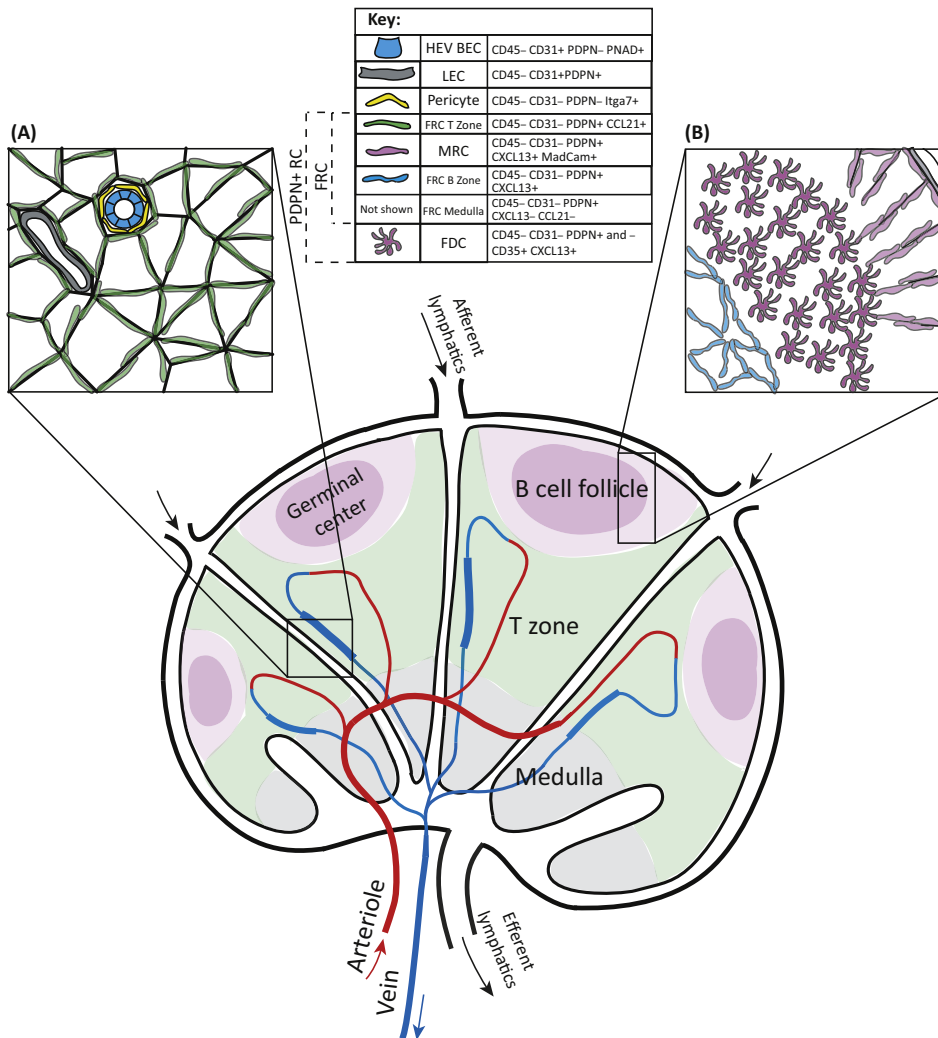 Key:
HEV BEC CD45– CD31+ PDPN– PNAD+
LEC CD45– CD31+PDPN+
Pericyte CD45– CD31– PDPN– Itga7+
FRC T Zone CD45– CD31– PDPN+ CCL21+
MRC CD45– CD31– PDPN+
CXCL13+ MadCam+
FRC B Zone CD45– CD31– PDPN+
CXCL13+
Not shown FRC Medulla CD45– CD31– PDPN+
CXCL13– CCL21–
FDC CD45– CD31– PDPN+ and –
CD35+ CXCL13+
PDPN+ RC
FRC
(A)
(B)
Afferent
lymphatics
Germinal
center
B cell follicle
T zone
Medulla
Arteriole
Vein
Efferent
lymphatics